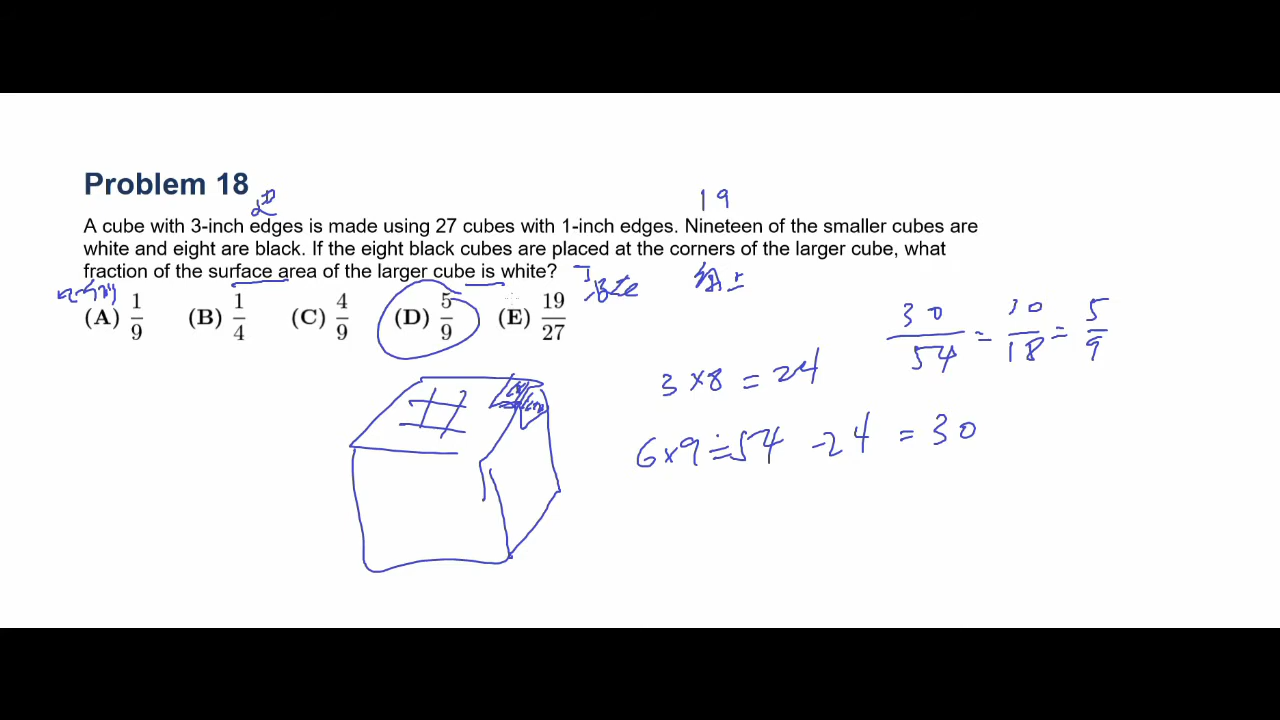 Problem 18
19
A cube with 3-inch edges is made using 27 cubes with 1-inch edges. Nineteen of the smaller cubes are
white and eight are black. If the eight black cubes are placed at the corners of the larger cube, what
fraction of the surface area of the larger cube is white?
(A) 1/9 (B) 1/4 (C) 4/9 (D) 5/9 (E) 19/27
30/54 = 30/18 = 5/9
3 × 8 = 24
6 × 9 = 54 - 24 = 30